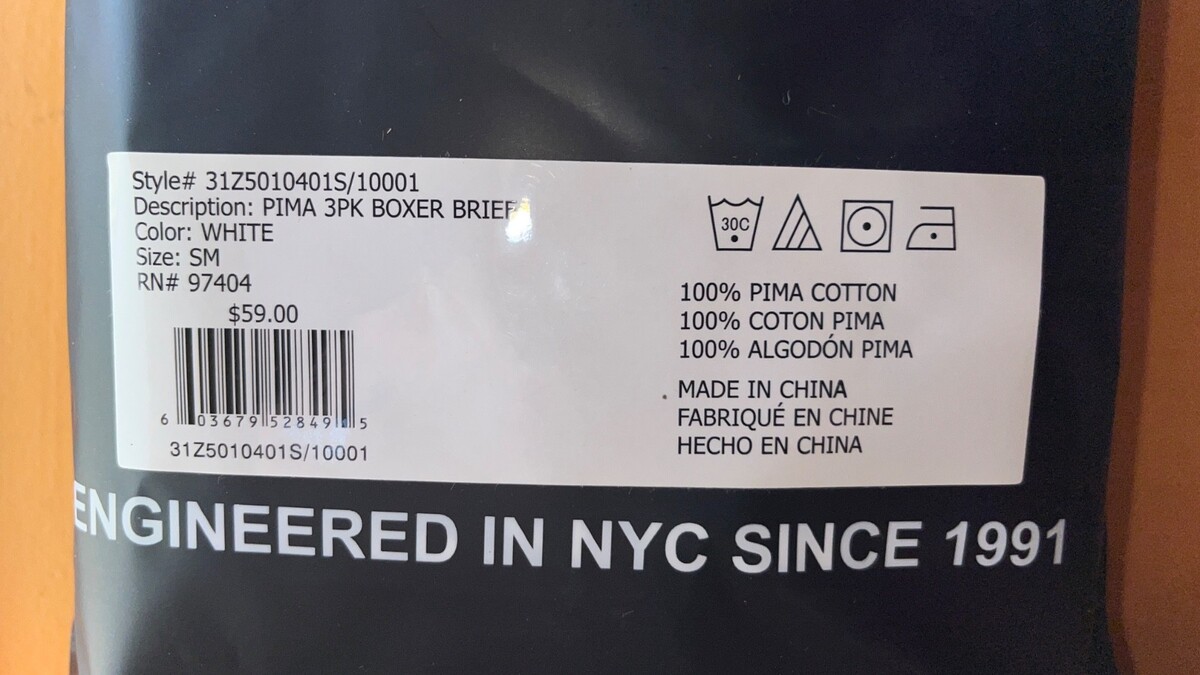 Style# 31Z5010401S/10001
Description: PIMA 3PK BOXER BRIEF
Color: WHITE
Size: SM
RN# 97404
$59.00
6 03679 52849 5
31Z5010401S/10001
30C
100% PIMA COTTON
100% COTON PIMA
100% ALGODÓN PIMA
MADE IN CHINA
FABRIQUÉ EN CHINE
HECHO EN CHINA
ENGINEERED IN NYC SINCE 1991